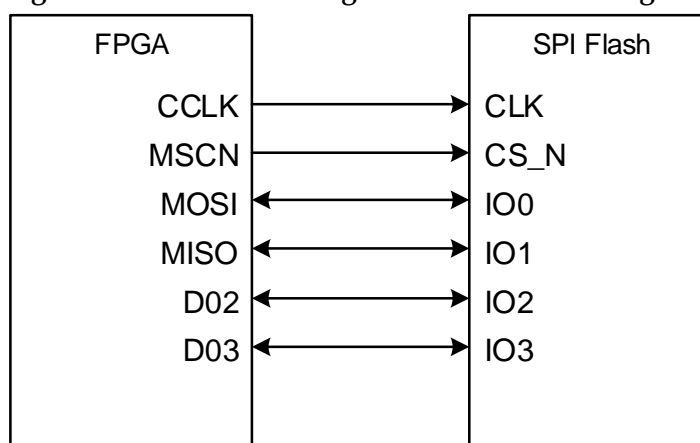 FPGA SPI Flash
CCLK CLK
MSCN CS_N
MOSI IO0
MISO IO1
D02 IO2
D03 IO3